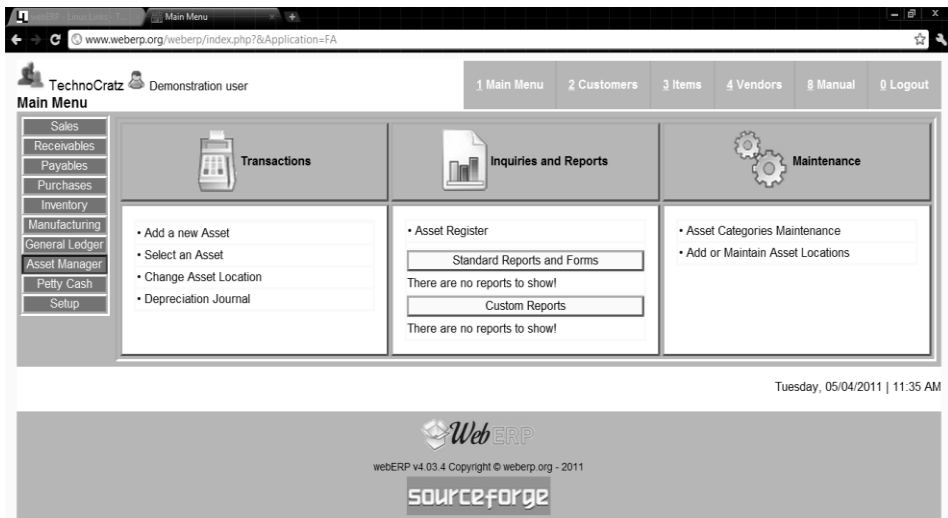 webERP - Linux Links - T...
Main Menu
www.weberp.org/weberp/index.php?&Application=FA
TechnoCratz Demonstration user
Main Menu
1 Main Menu 2 Customers 3 Items 4 Vendors 8 Manual 0 Logout
Sales
Receivables
Payables
Purchases
Inventory
Manufacturing
General Ledger
Asset Manager
Petty Cash
Setup
Transactions
• Add a new Asset
• Select an Asset
• Change Asset Location
• Depreciation Journal
Inquiries and Reports
• Asset Register
Standard Reports and Forms
There are no reports to show!
Custom Reports
There are no reports to show!
Maintenance
• Asset Categories Maintenance
• Add or Maintain Asset Locations
Tuesday, 05/04/2011 | 11:35 AM
Web ERP
webERP v4.03.4 Copyright © weberp.org - 2011
sourceforge